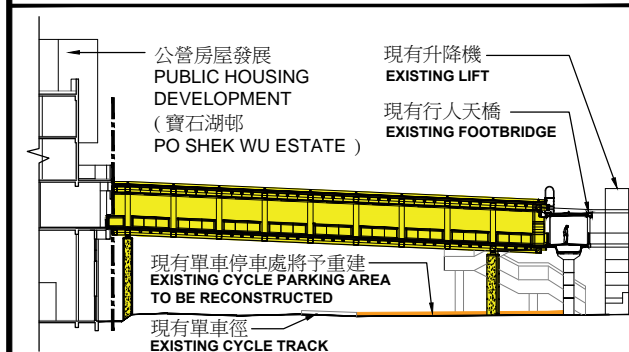 公營房屋發展
PUBLIC HOUSING
DEVELOPMENT
( 寶石湖邨
PO SHEK WU ESTATE )
現有升降機
EXISTING LIFT
現有行人天橋
EXISTING FOOTBRIDGE
現有單車停車處將予重建
EXISTING CYCLE PARKING AREA
TO BE RECONSTRUCTED
現有單車徑
EXISTING CYCLE TRACK